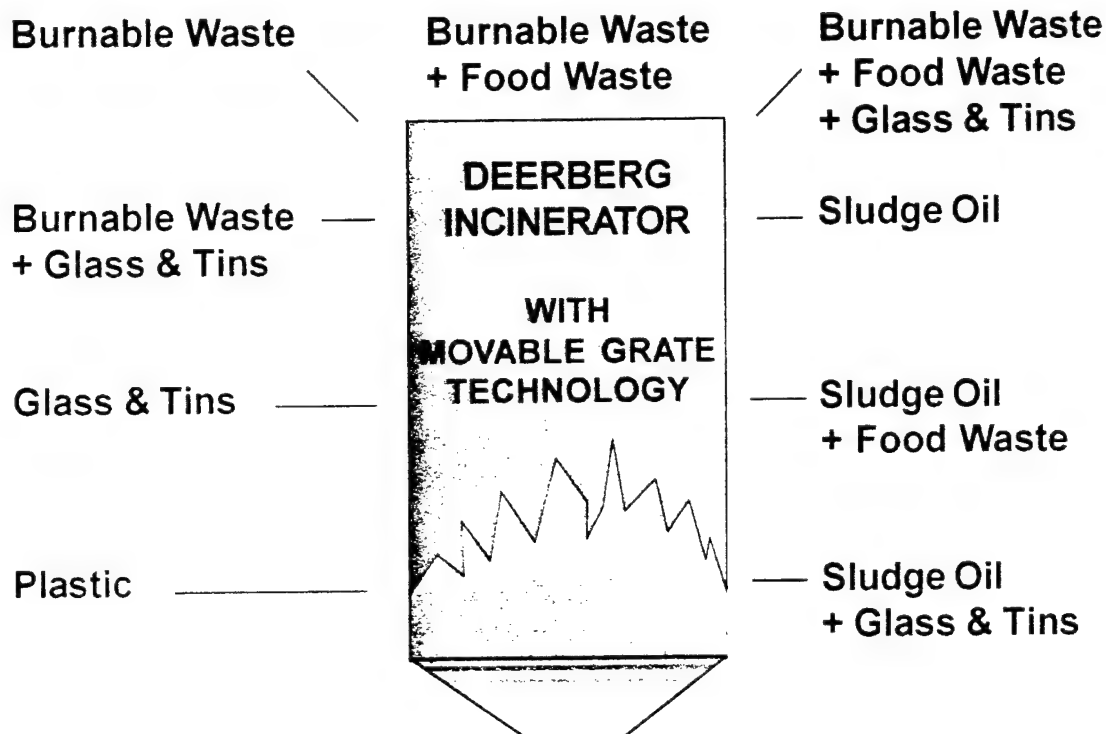 Burnable Waste
Burnable Waste
+ Food Waste
Burnable Waste
+ Food Waste
+ Glass & Tins
Burnable Waste
+ Glass & Tins
DEERBERG
INCINERATOR
WITH
MOVABLE GRATE
TECHNOLOGY
Sludge Oil
Glass & Tins
Sludge Oil
+ Food Waste
Plastic
Sludge Oil
+ Glass & Tins